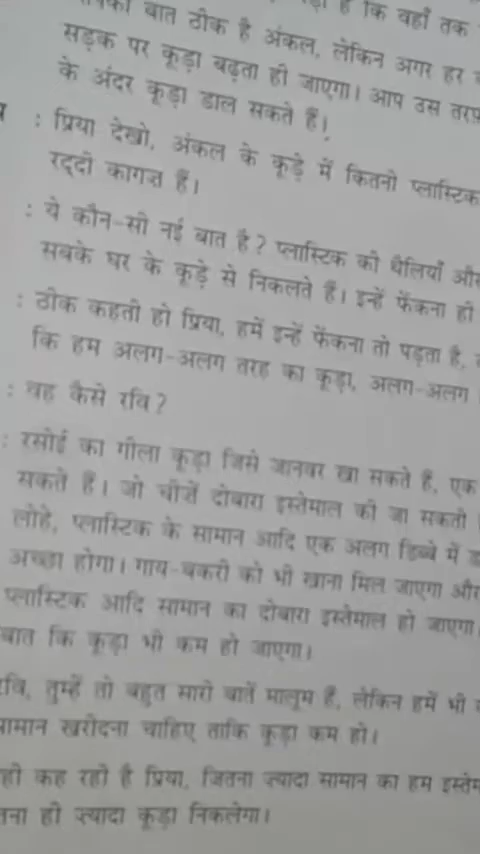 बात ठीक है अंकल, लेकिन अगर हर
सड़क पर कूड़ा बढ़ता ही जाएगा। आप उस तरफ़
के अंदर कूड़ा डाल सकते हैं।
: प्रिया देखो, अंकल के कूड़े में कितनी प्लास्टिक
रद्दी कागज़ हैं।
: ये कौन-सी नई बात है? प्लास्टिक की थैलियाँ और
सबके घर के कूड़े से निकलते हैं। इन्हें फेंकना ही
: ठीक कहती हो प्रिया, हमें इन्हें फेंकना तो पड़ता है,
कि हम अलग-अलग तरह का कूड़ा, अलग-अलग
: वह कैसे रवि?
: रसोई का गीला कूड़ा जिसे जानवर खा सकते हैं, एक
सकते हैं। जो चीज़ें दोबारा इस्तेमाल की जा सकती
लोहे, प्लास्टिक के सामान आदि एक अलग डिब्बे में
अच्छा होगा। गाय-बकरी को भी खाना मिल जाएगा और
प्लास्टिक आदि सामान का दोबारा इस्तेमाल हो जाएगा।
बात कि कूड़ा भी कम हो जाएगा।
रवि, तुम्हें तो बहुत सारी बातें मालूम हैं, लेकिन हमें भी
सामान खरीदना चाहिए ताकि कूड़ा कम हो।
ही कह रही है प्रिया, जितना ज़्यादा सामान का हम इस्तेम
तना ही ज़्यादा कूड़ा निकलेगा।